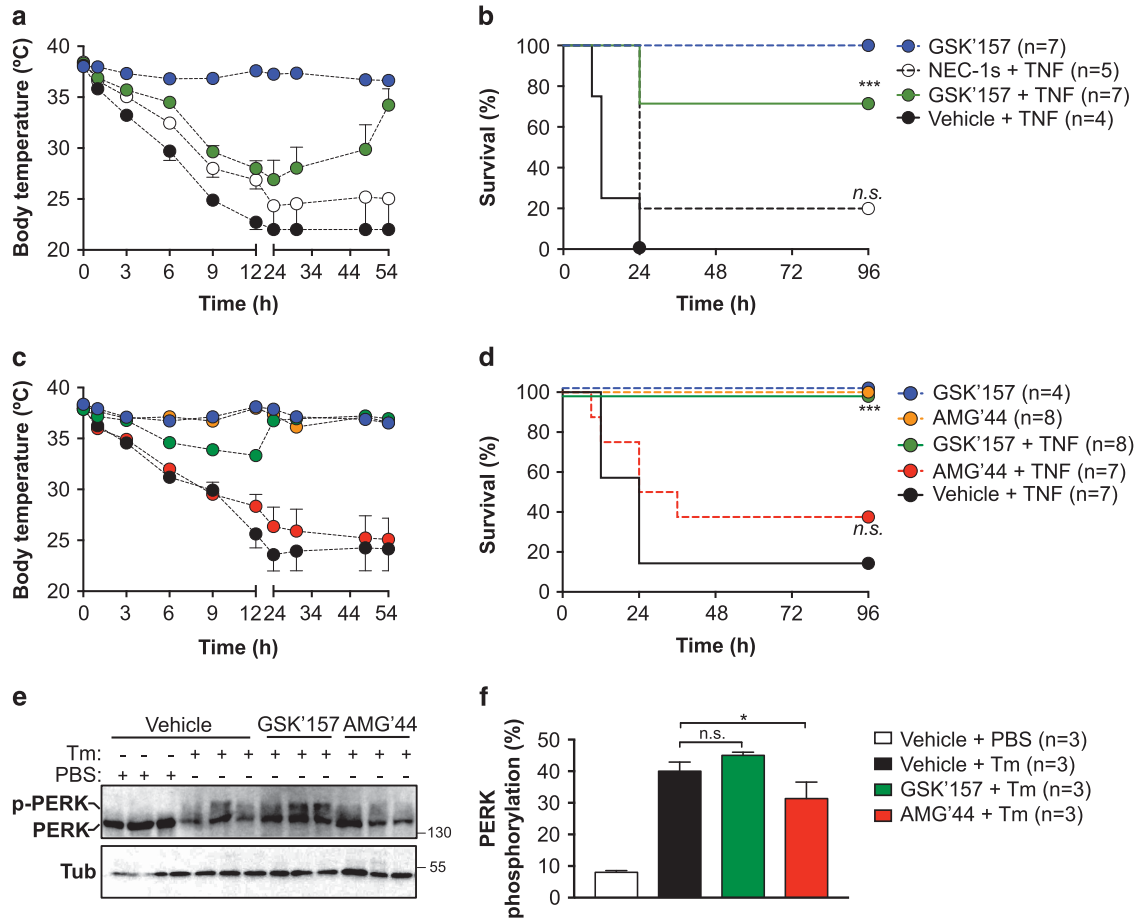 a
Body temperature (ºC)
40
35
30
25
20
0 3 6 9 12 24 34 44 54
Time (h)
b
Survival (%)
100
80
60
40
20
0
0 24 48 72 96
Time (h)
***
n.s.
GSK’157 (n=7)
NEC-1s + TNF (n=5)
GSK’157 + TNF (n=7)
Vehicle + TNF (n=4)
c
Body temperature (ºC)
40
35
30
25
20
0 3 6 9 12 24 34 44 54
Time (h)
d
Survival (%)
100
80
60
40
20
0
0 24 48 72 96
Time (h)
***
n.s.
GSK’157 (n=4)
AMG’44 (n=8)
GSK’157 + TNF (n=8)
AMG’44 + TNF (n=7)
Vehicle + TNF (n=7)
e
Vehicle GSK’157 AMG’44
Tm: - - - + + + + + + + + +
PBS: + + + - - - - - - - - -
p-PERK
PERK
130
Tub
55
f
PERK
phosphorylation (%)
50
40
30
20
10
0
n.s.
*
Vehicle + PBS (n=3)
Vehicle + Tm (n=3)
GSK’157 + Tm (n=3)
AMG’44 + Tm (n=3)